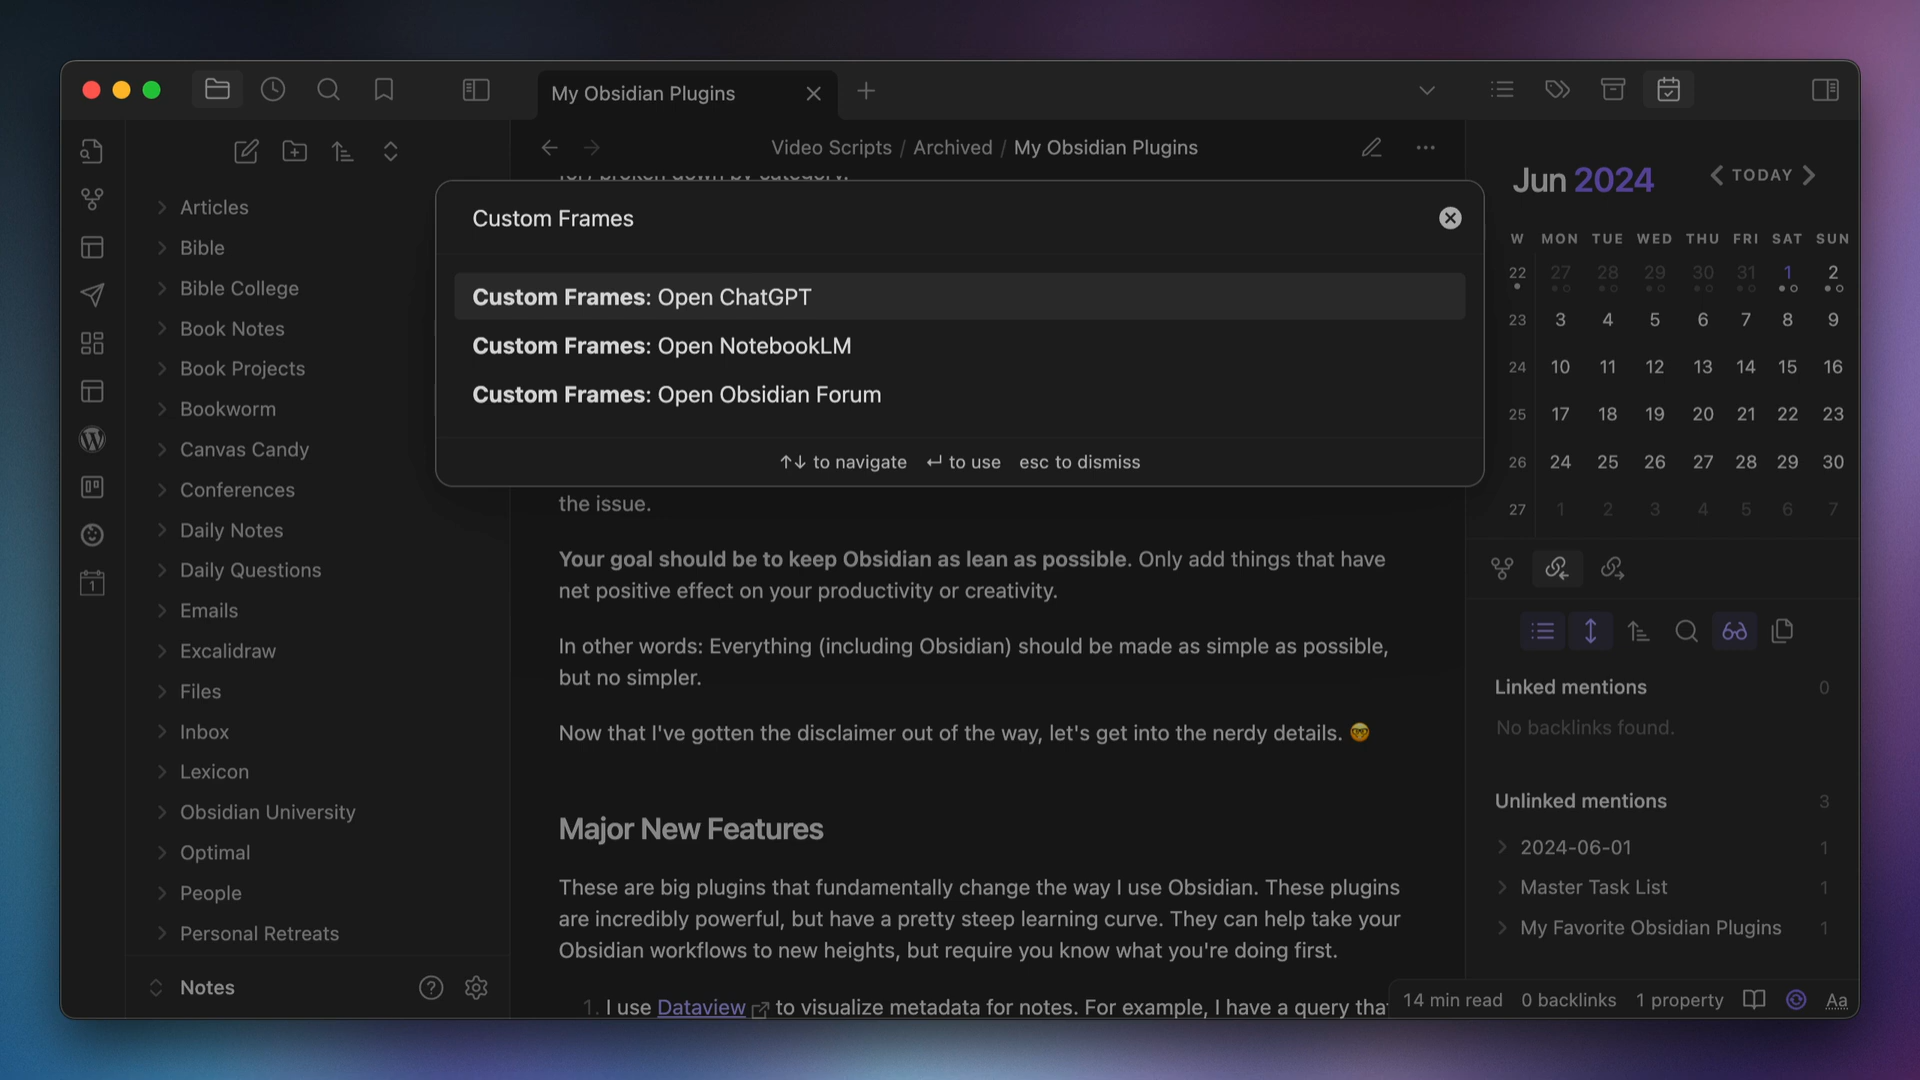 My Obsidian Plugins
Video Scripts / Archived / My Obsidian Plugins
Articles
Bible
Bible College
Book Notes
Book Projects
Bookworm
Canvas Candy
Conferences
Daily Notes
Daily Questions
Emails
Excalidraw
Files
Inbox
Lexicon
Obsidian University
Optimal
People
Personal Retreats
Notes
1
Custom Frames
Custom Frames: Open ChatGPT
Custom Frames: Open NotebookLM
Custom Frames: Open Obsidian Forum
↑↓ to navigate ↵ to use esc to dismiss
the issue.
Your goal should be to keep Obsidian as lean as possible. Only add things that have
net positive effect on your productivity or creativity.
In other words: Everything (including Obsidian) should be made as simple as possible,
but no simpler.
Now that I've gotten the disclaimer out of the way, let's get into the nerdy details. 🤓
Major New Features
These are big plugins that fundamentally change the way I use Obsidian. These plugins
are incredibly powerful, but have a pretty steep learning curve. They can help take your
Obsidian workflows to new heights, but require you know what you're doing first.
1. I use Dataview to visualize metadata for notes. For example, I have a query
Jun 2024
TODAY
W MON TUE WED THU FRI SAT SUN
22 27 28 29 30 31 1 2
23 3 4 5 6 7 8 9
24 10 11 12 13 14 15 16
25 17 18 19 20 21 22 23
26 24 25 26 27 28 29 30
27 1 2 3 4 5 6 7
Linked mentions 0
No backlinks found.
Unlinked mentions 3
2024-06-01 1
Master Task List 1
My Favorite Obsidian Plugins 1
14 min read 0 backlinks 1 property Aa